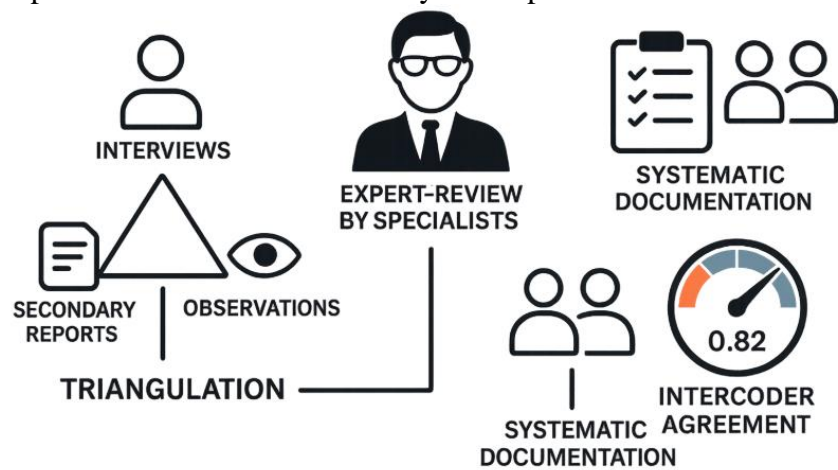 INTERVIEWS
SECONDARY
REPORTS
OBSERVATIONS
TRIANGULATION
EXPERT-REVIEW
BY SPECIALISTS
SYSTEMATIC
DOCUMENTATION
SYSTEMATIC
DOCUMENTATION
0.82
INTERCODER
AGREEMENT